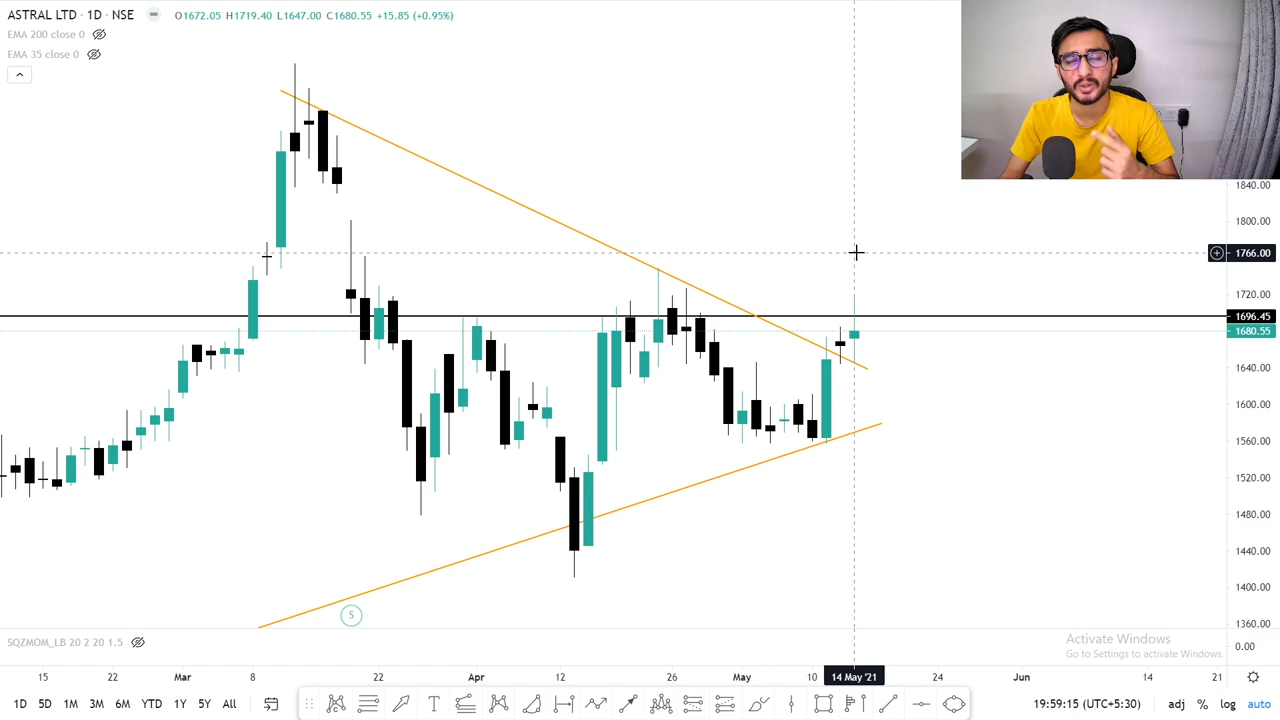 ASTRAL LTD · 1D · NSE O1672.05 H1719.40 L1647.00 C1680.55 +15.85 (+0.95%)
EMA 200 close 0
EMA 35 close 0
1840.00
1800.00
1766.00
1720.00
1696.45
1680.55
1640.00
1600.00
1560.00
1520.00
1480.00
1440.00
1400.00
1360.00
S
SQZMOM_LB 20 2 20 1.5
0.00
Activate Windows
Go to Settings to activate Windows.
15 22 Mar 8 22 Apr 12 26 May 10 14 May '21 24 Jun 14 21
1D 5D 1M 3M 6M YTD 1Y 5Y All T 19:59:15 (UTC+5:30) adj % log auto